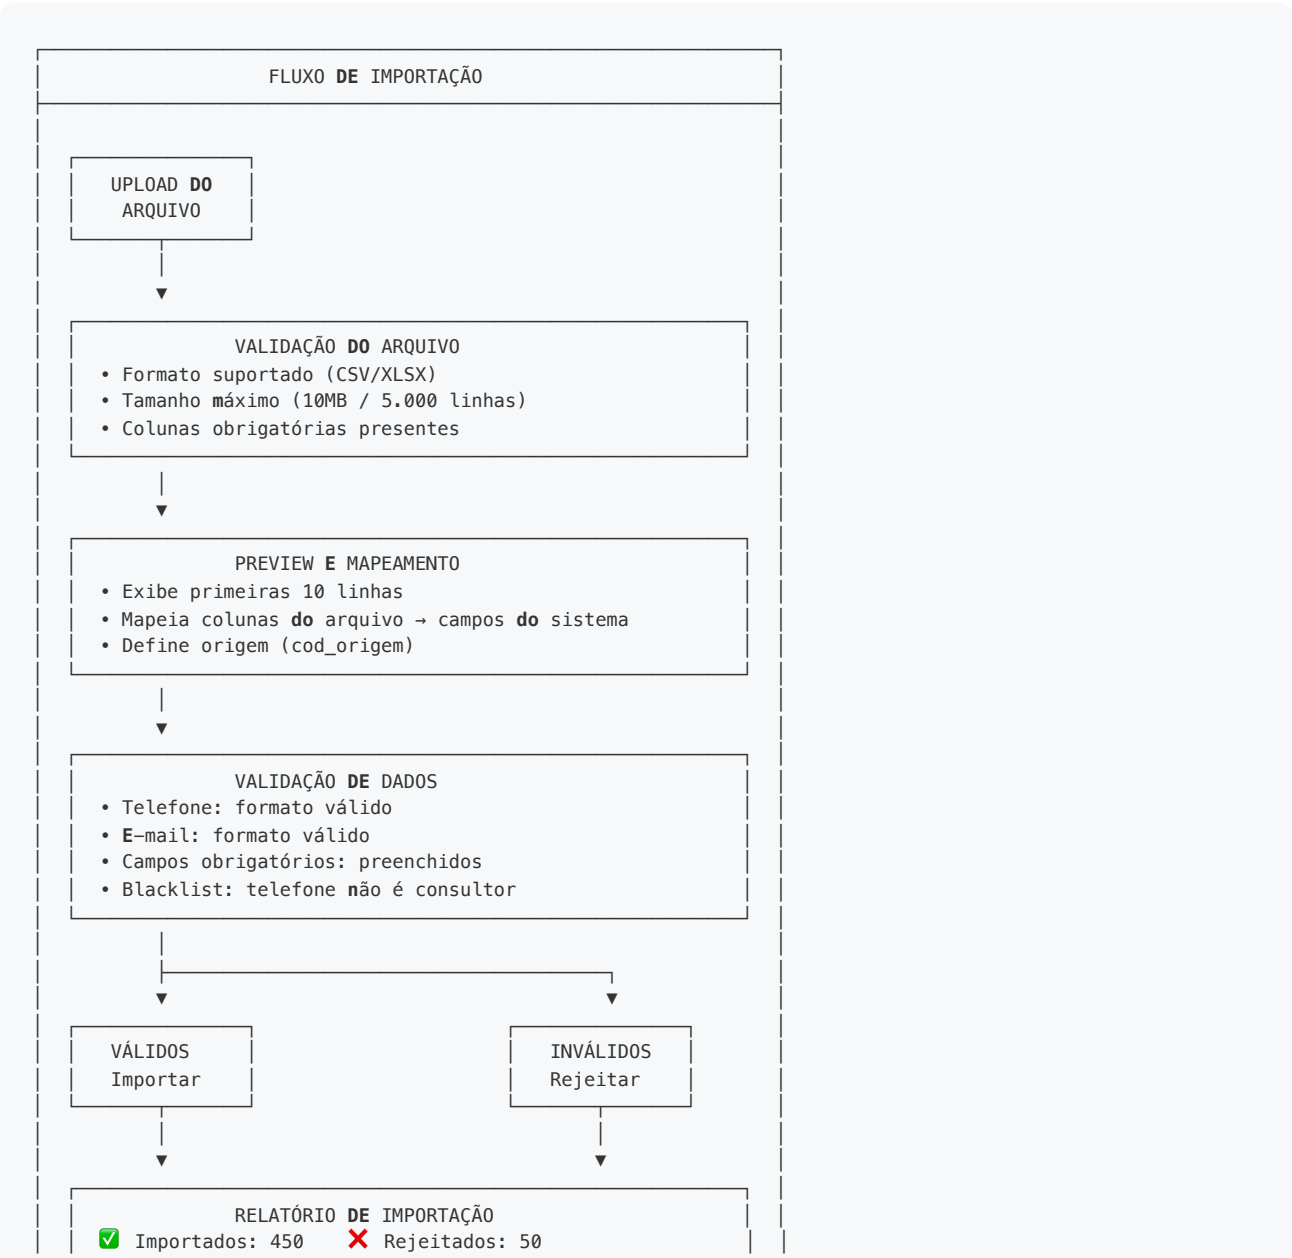 FLUXO DE IMPORTAÇÃO
UPLOAD DO
ARQUIVO
▼
VALIDAÇÃO DO ARQUIVO
• Formato suportado (CSV/XLSX)
• Tamanho máximo (10MB / 5.000 linhas)
• Colunas obrigatórias presentes
▼
PREVIEW E MAPEAMENTO
• Exibe primeiras 10 linhas
• Mapeia colunas do arquivo → campos do sistema
• Define origem (cod_origem)
▼
VALIDAÇÃO DE DADOS
• Telefone: formato válido
• E-mail: formato válido
• Campos obrigatórios: preenchidos
• Blacklist: telefone não é consultor
▼ ▼
VÁLIDOS INVÁLIDOS
Importar Rejeitar
▼ ▼
RELATÓRIO DE IMPORTAÇÃO
✅ Importados: 450 ❌ Rejeitados: 50